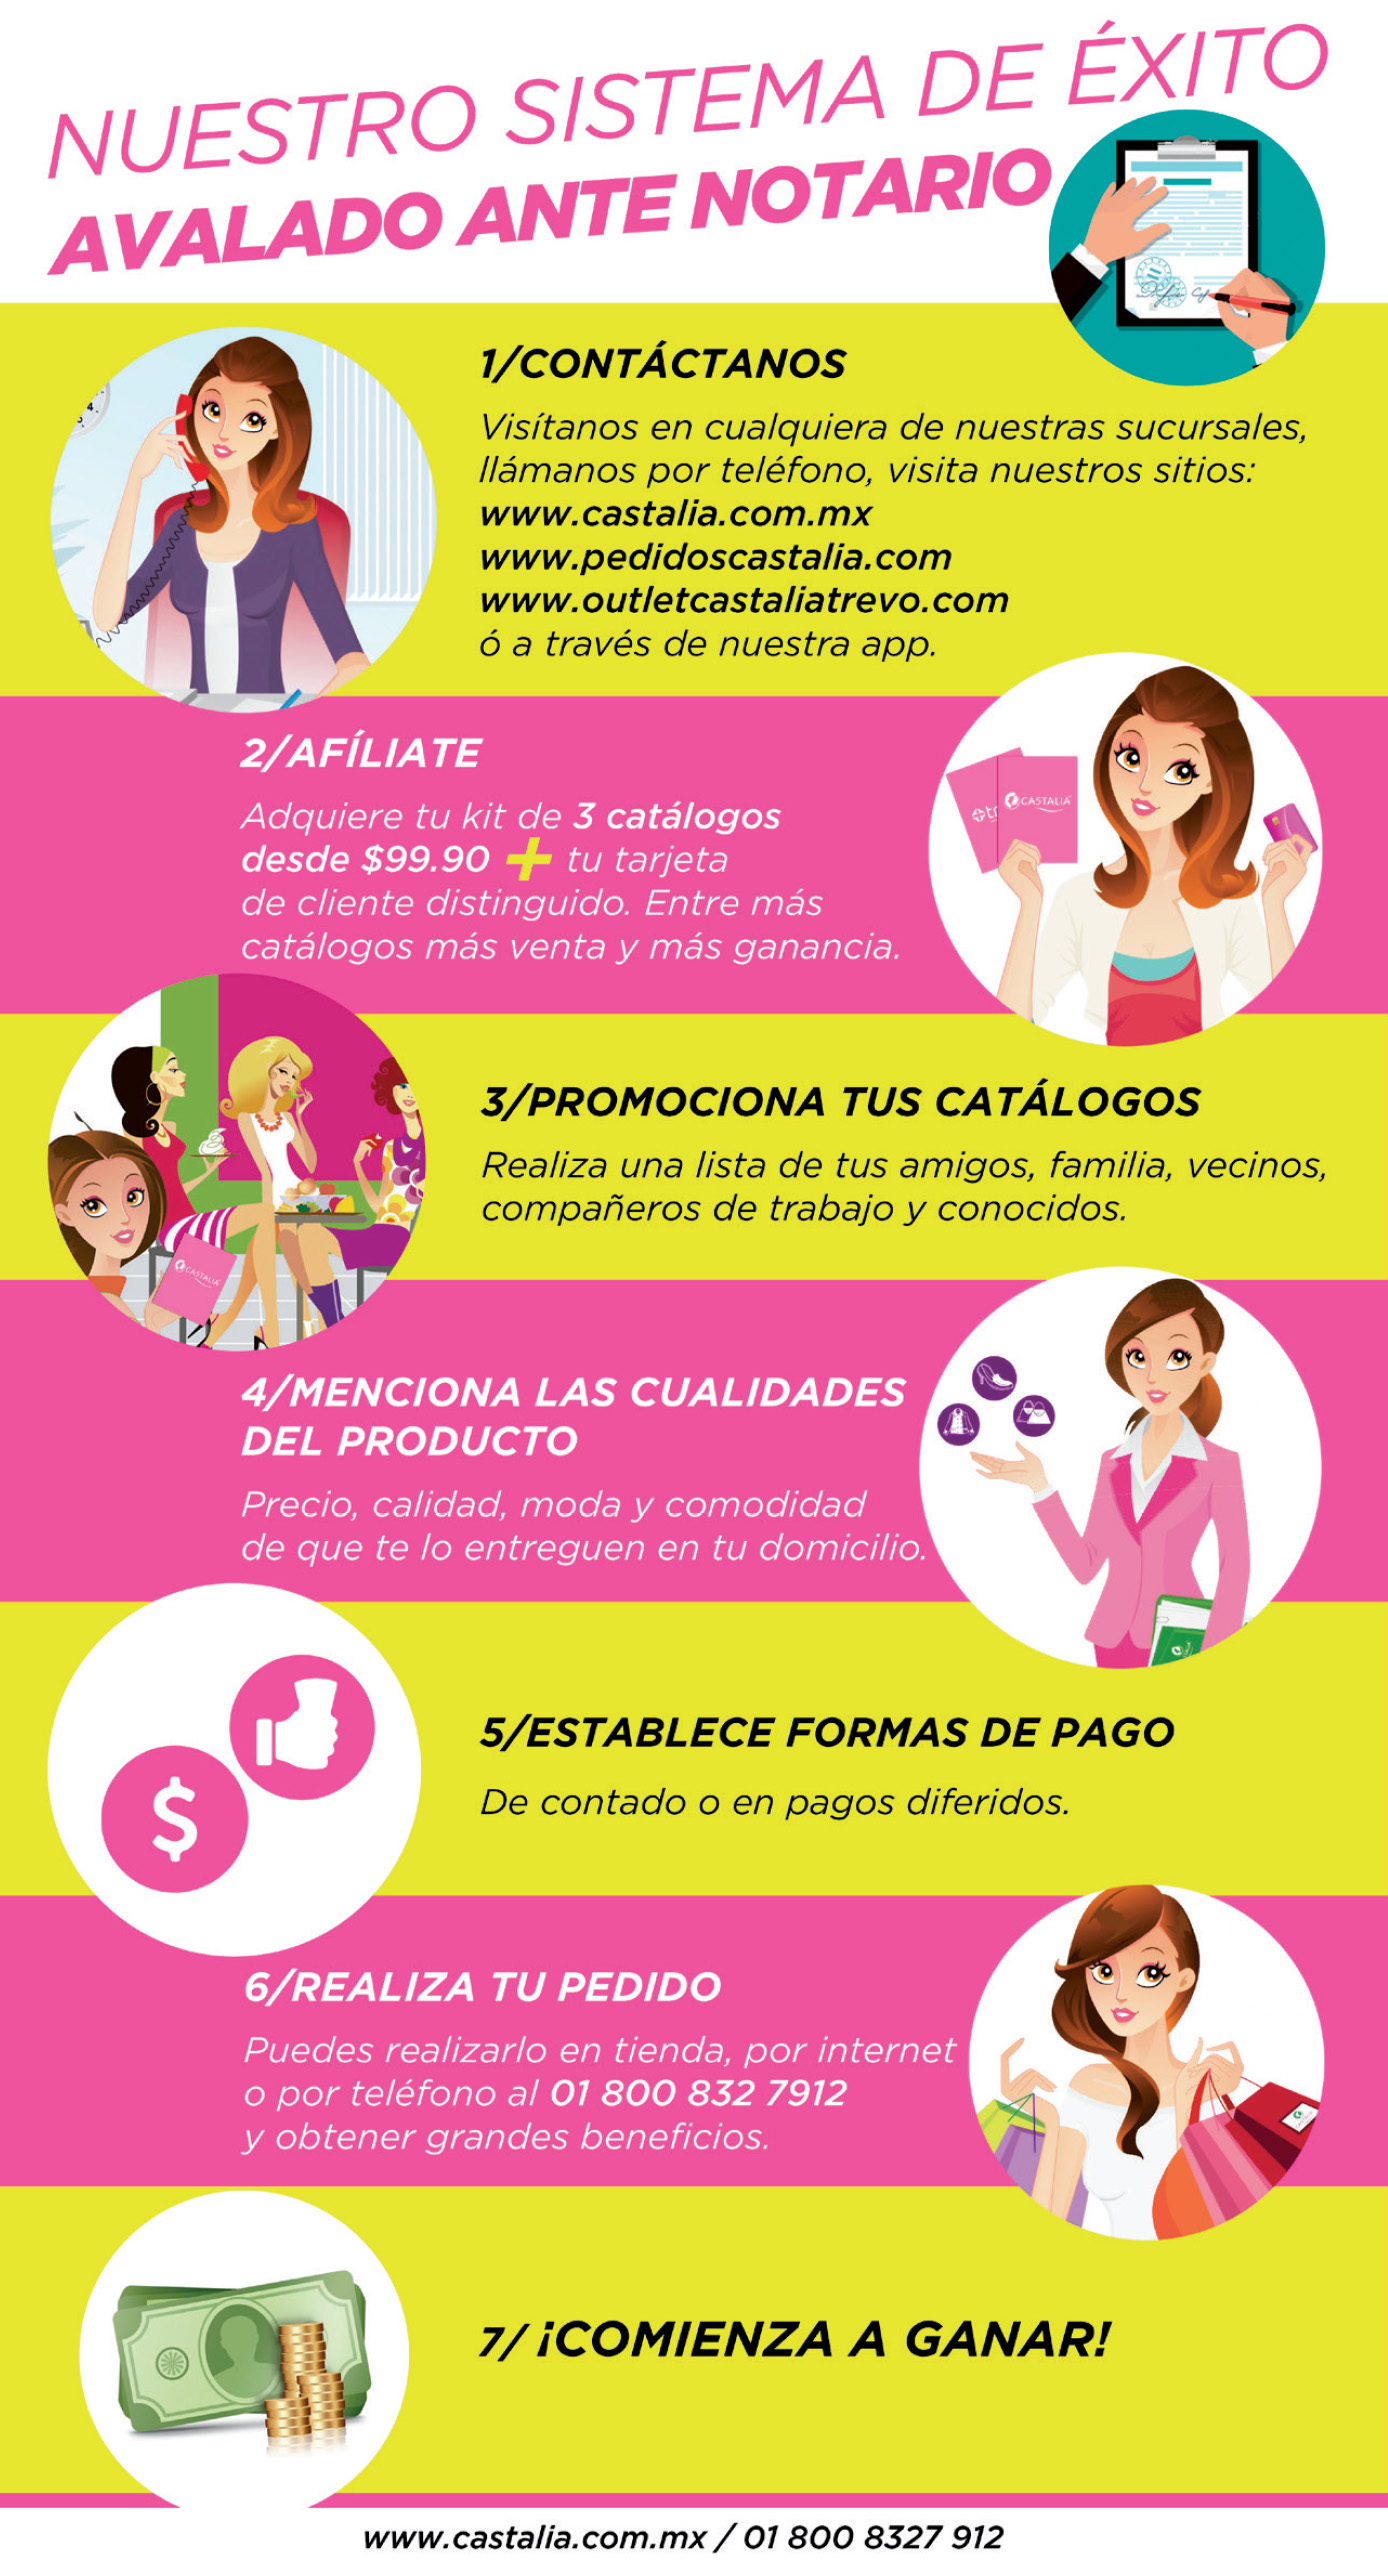 NUESTRO SISTEMA DE ÉXITO
AVALADO ANTE NOTARIO
1/CONTÁCTANOS
Visítanos en cualquiera de nuestras sucursales,
llámanos por teléfono, visita nuestros sitios:
www.castalia.com.mx
www.pedidoscastalia.com
www.outletcastaliatrevo.com
ó a través de nuestra app.
2/AFÍLIATE
Adquiere tu kit de 3 catálogos
desde $99.90 + tu tarjeta
de cliente distinguido. Entre más
catálogos más venta y más ganancia.
CASTALIA
3/PROMOCIONA TUS CATÁLOGOS
Realiza una lista de tus amigos, familia, vecinos,
compañeros de trabajo y conocidos.
CASTALIA
4/MENCIONA LAS CUALIDADES
DEL PRODUCTO
Precio, calidad, moda y comodidad
de que te lo entreguen en tu domicilio.
$
5/ESTABLECE FORMAS DE PAGO
De contado o en pagos diferidos.
6/REALIZA TU PEDIDO
Puedes realizarlo en tienda, por internet
o por teléfono al 01 800 832 7912
y obtener grandes beneficios.
7/ ¡COMIENZA A GANAR!
www.castalia.com.mx / 01 800 8327 912